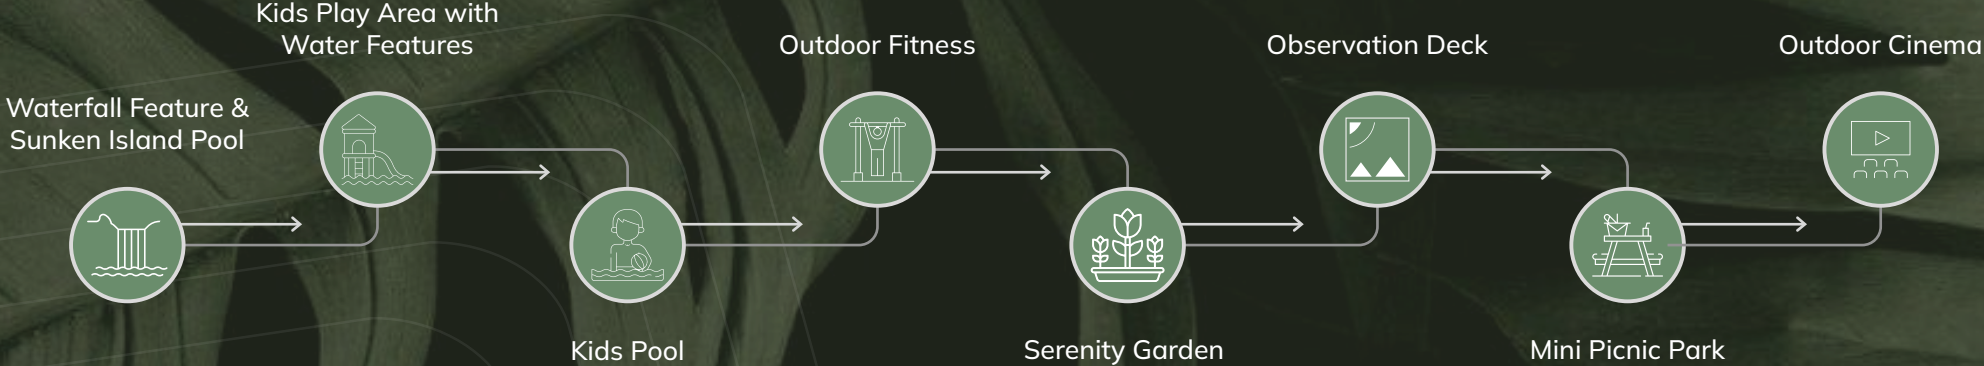 Waterfall Feature &
Sunken Island Pool
Kids Play Area with
Water Features
Kids Pool
Outdoor Fitness
Serenity Garden
Observation Deck
Mini Picnic Park
Outdoor Cinema